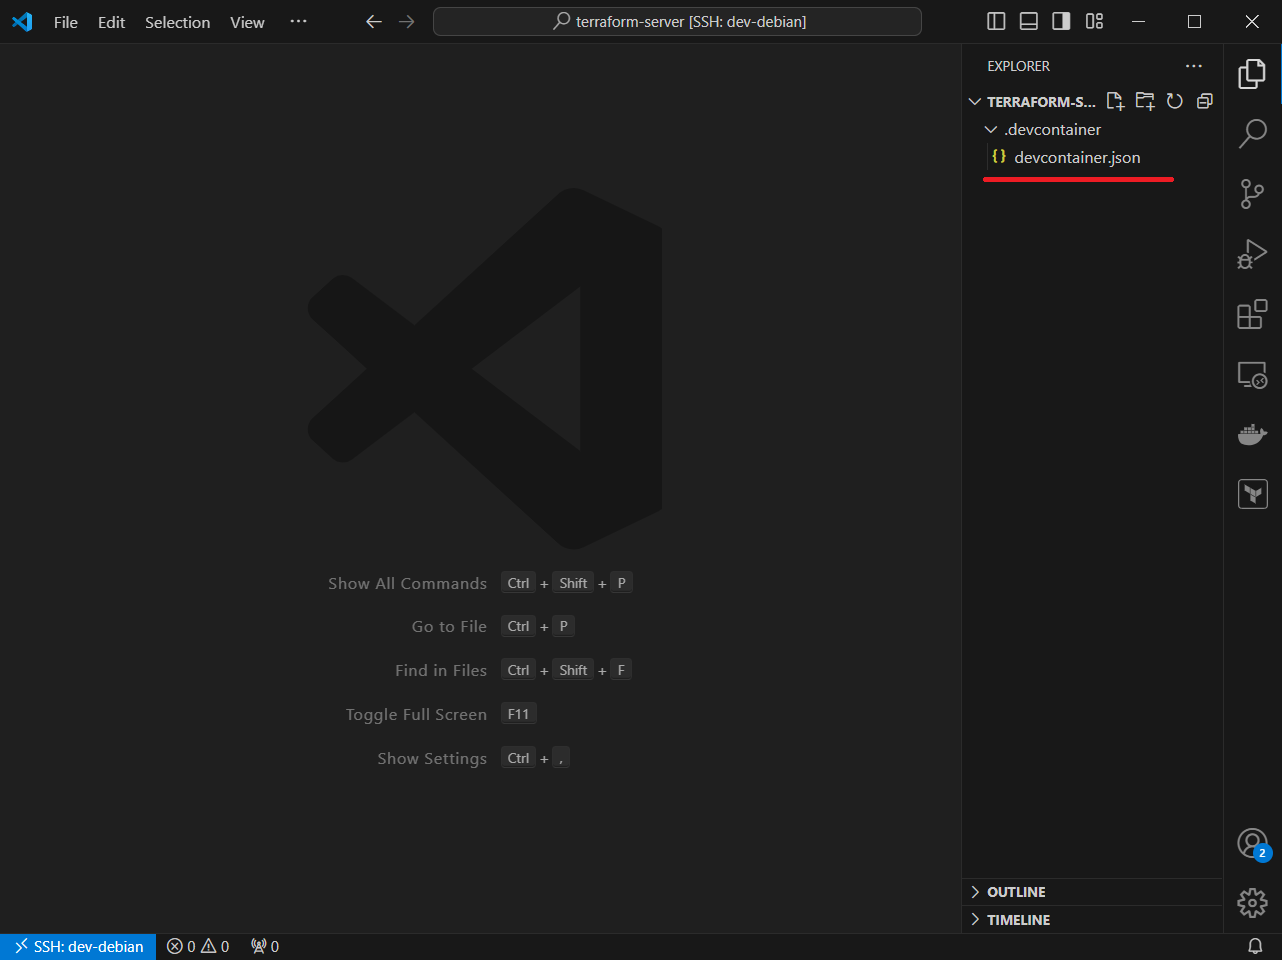 File Edit Selection View ···
terraform-server [SSH: dev-debian]
EXPLORER
TERRAFORM-S...
.devcontainer
{} devcontainer.json
Show All Commands Ctrl + Shift + P
Go to File Ctrl + P
Find in Files Ctrl + Shift + F
Toggle Full Screen F11
Show Settings Ctrl + ,
2
OUTLINE
TIMELINE
SSH: dev-debian 0 0 0